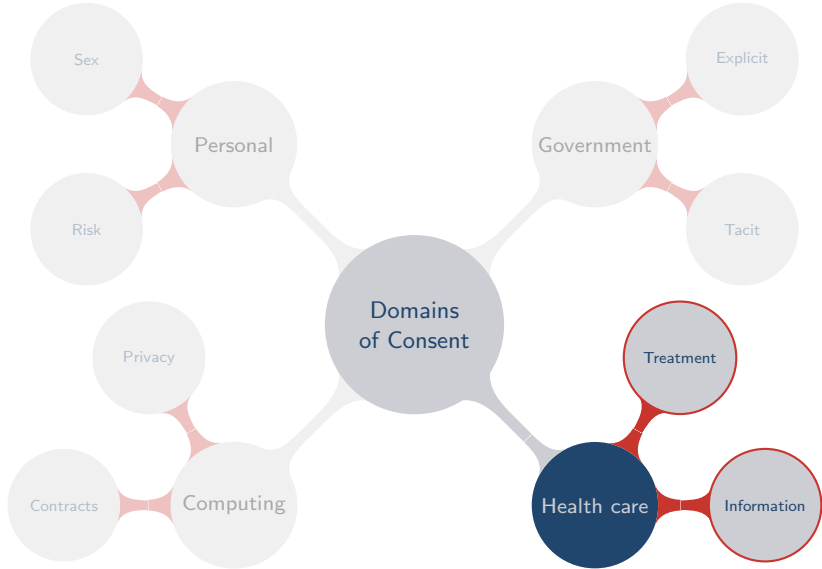 Sex
Explicit
Personal
Government
Risk
Tacit
Domains
of Consent
Privacy
Treatment
Contracts
Computing
Health care
Information